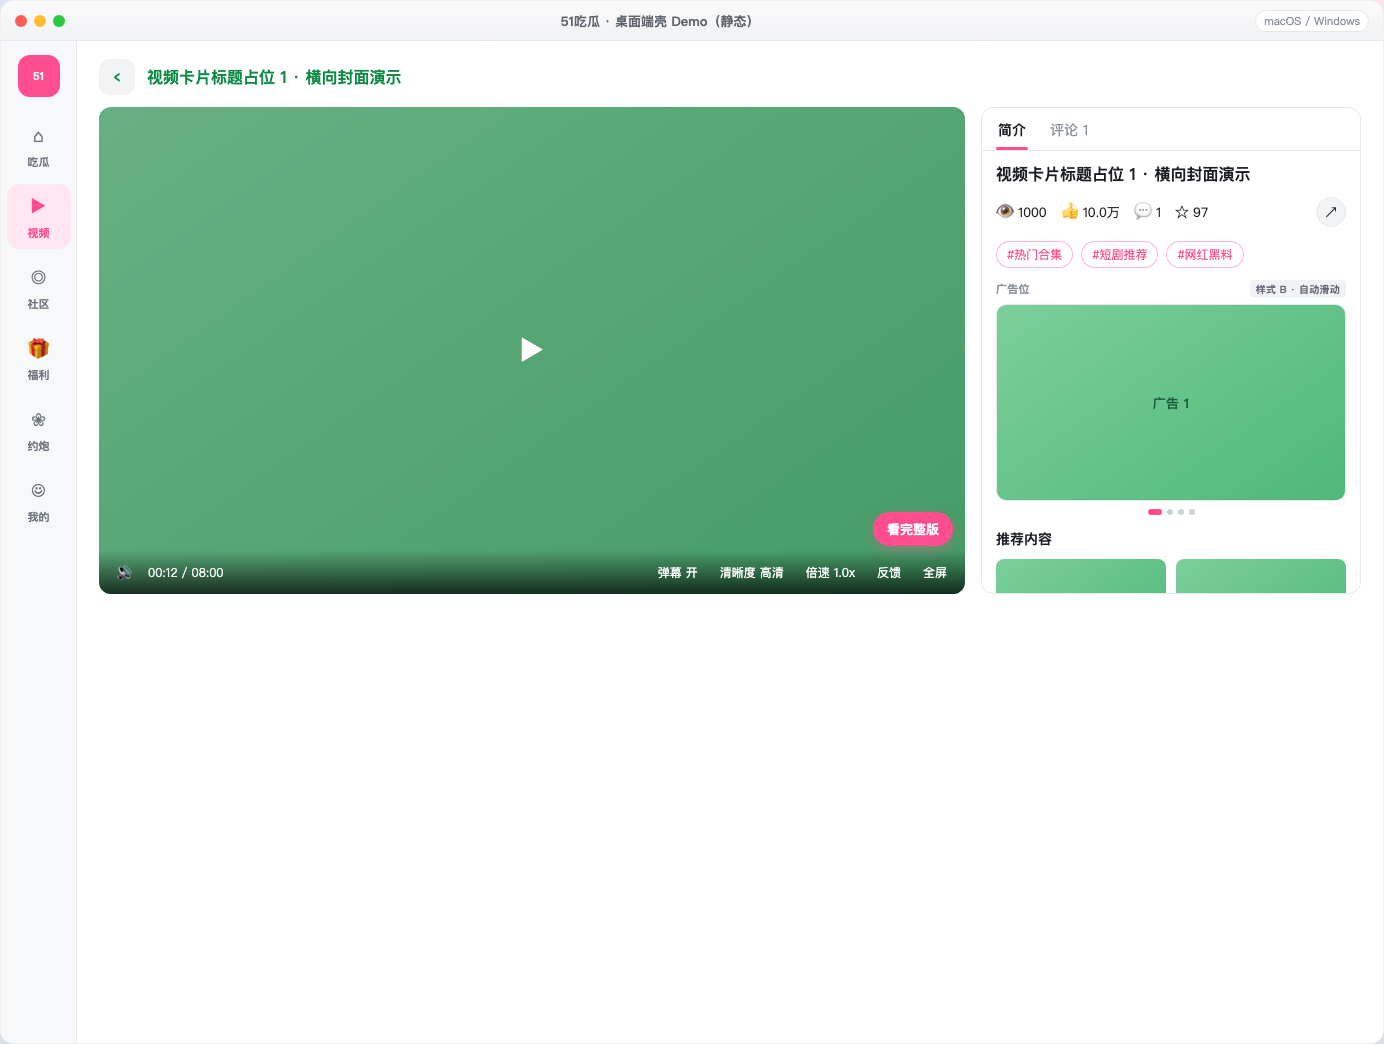 51吃瓜 · 桌面端壳 Demo（静态）
macOS / Windows
51
吃瓜
视频
社区
福利
约炮
我的
视频卡片标题占位 1 · 横向封面演示
看完整版
00:12 / 08:00
弹幕 开
清晰度 高清
倍速 1.0x
反馈
全屏
简介
评论 1
视频卡片标题占位 1 · 横向封面演示
1000
10.0万
1
97
#热门合集
#短剧推荐
#网红黑料
广告位
样式 B · 自动滑动
广告 1
推荐内容